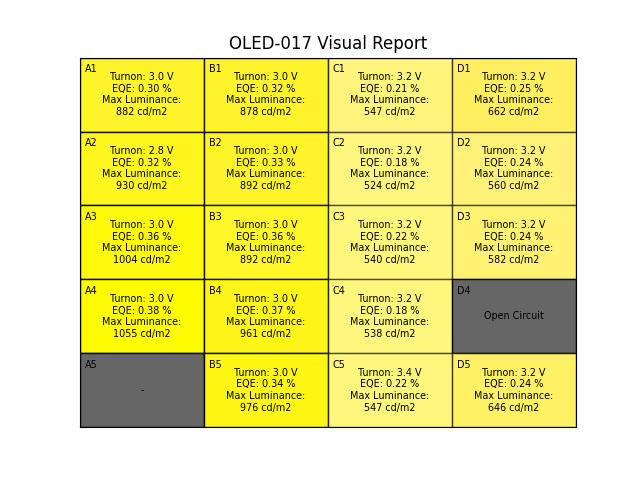 OLED-017 Visual Report
A1
Turnon: 3.0 V
EQE: 0.30 %
Max Luminance:
882 cd/m2
B1
Turnon: 3.0 V
EQE: 0.32 %
Max Luminance:
878 cd/m2
C1
Turnon: 3.2 V
EQE: 0.21 %
Max Luminance:
547 cd/m2
D1
Turnon: 3.2 V
EQE: 0.25 %
Max Luminance:
662 cd/m2
A2
Turnon: 2.8 V
EQE: 0.32 %
Max Luminance:
930 cd/m2
B2
Turnon: 3.0 V
EQE: 0.33 %
Max Luminance:
892 cd/m2
C2
Turnon: 3.2 V
EQE: 0.18 %
Max Luminance:
524 cd/m2
D2
Turnon: 3.2 V
EQE: 0.24 %
Max Luminance:
560 cd/m2
A3
Turnon: 3.0 V
EQE: 0.36 %
Max Luminance:
1004 cd/m2
B3
Turnon: 3.0 V
EQE: 0.36 %
Max Luminance:
892 cd/m2
C3
Turnon: 3.2 V
EQE: 0.22 %
Max Luminance:
540 cd/m2
D3
Turnon: 3.2 V
EQE: 0.24 %
Max Luminance:
582 cd/m2
A4
Turnon: 3.0 V
EQE: 0.38 %
Max Luminance:
1055 cd/m2
B4
Turnon: 3.0 V
EQE: 0.37 %
Max Luminance:
961 cd/m2
C4
Turnon: 3.2 V
EQE: 0.18 %
Max Luminance:
538 cd/m2
D4
Open Circuit
A5
-
B5
Turnon: 3.0 V
EQE: 0.34 %
Max Luminance:
976 cd/m2
C5
Turnon: 3.4 V
EQE: 0.22 %
Max Luminance:
547 cd/m2
D5
Turnon: 3.2 V
EQE: 0.24 %
Max Luminance:
646 cd/m2